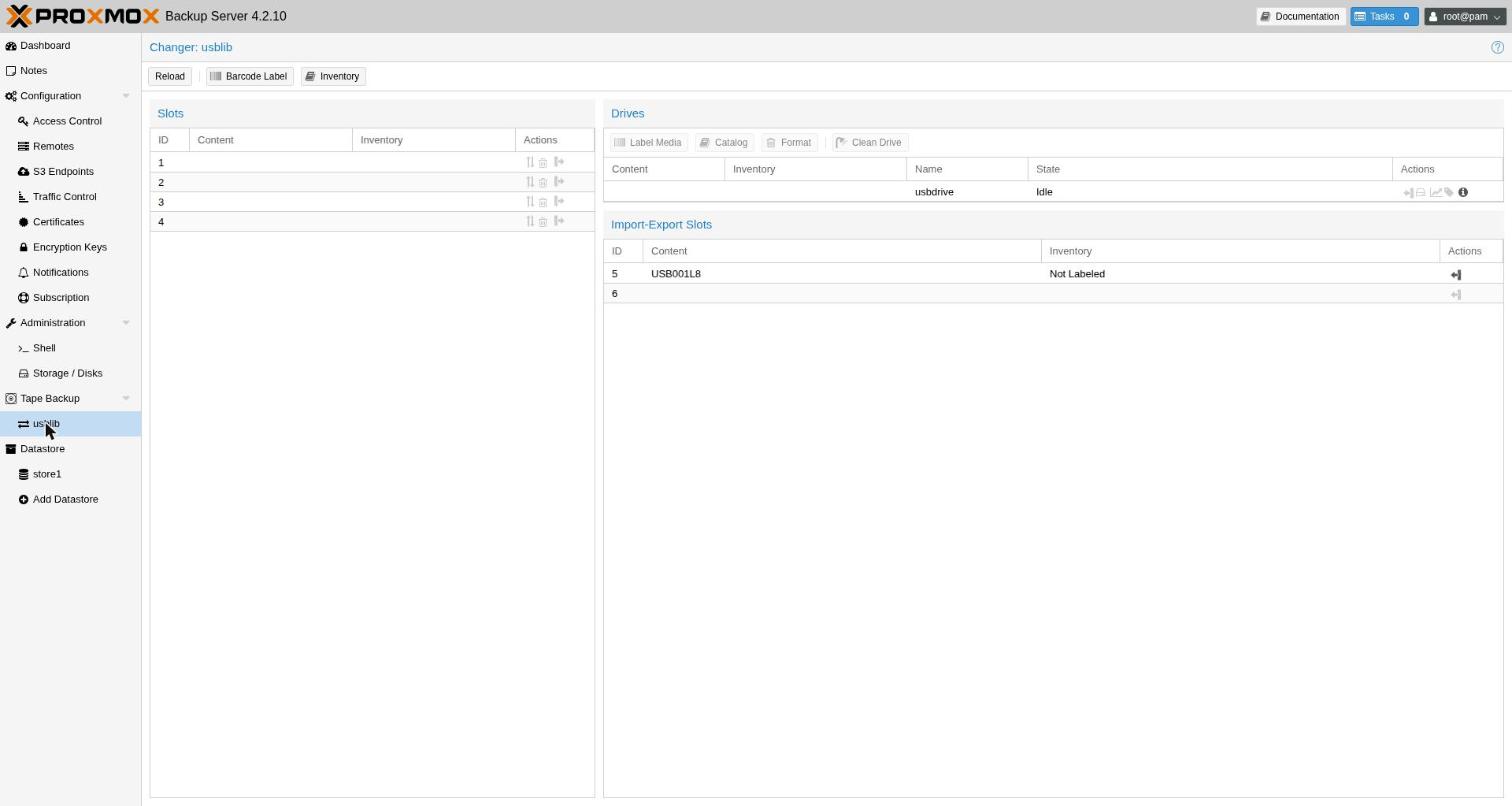 PROXMOX Backup Server 4.2.10
Documentation
Tasks 0
root@pam
Dashboard
Notes
Configuration
Access Control
Remotes
S3 Endpoints
Traffic Control
Certificates
Encryption Keys
Notifications
Subscription
Administration
Shell
Storage / Disks
Tape Backup
usblib
Datastore
store1
Add Datastore
Changer: usblib
Reload
Barcode Label
Inventory
Slots
ID Content Inventory Actions
1
2
3
4
Drives
Label Media Catalog Format Clean Drive
Content Inventory Name State Actions
usbdrive Idle
Import-Export Slots
ID Content Inventory Actions
5 USB001L8 Not Labeled
6